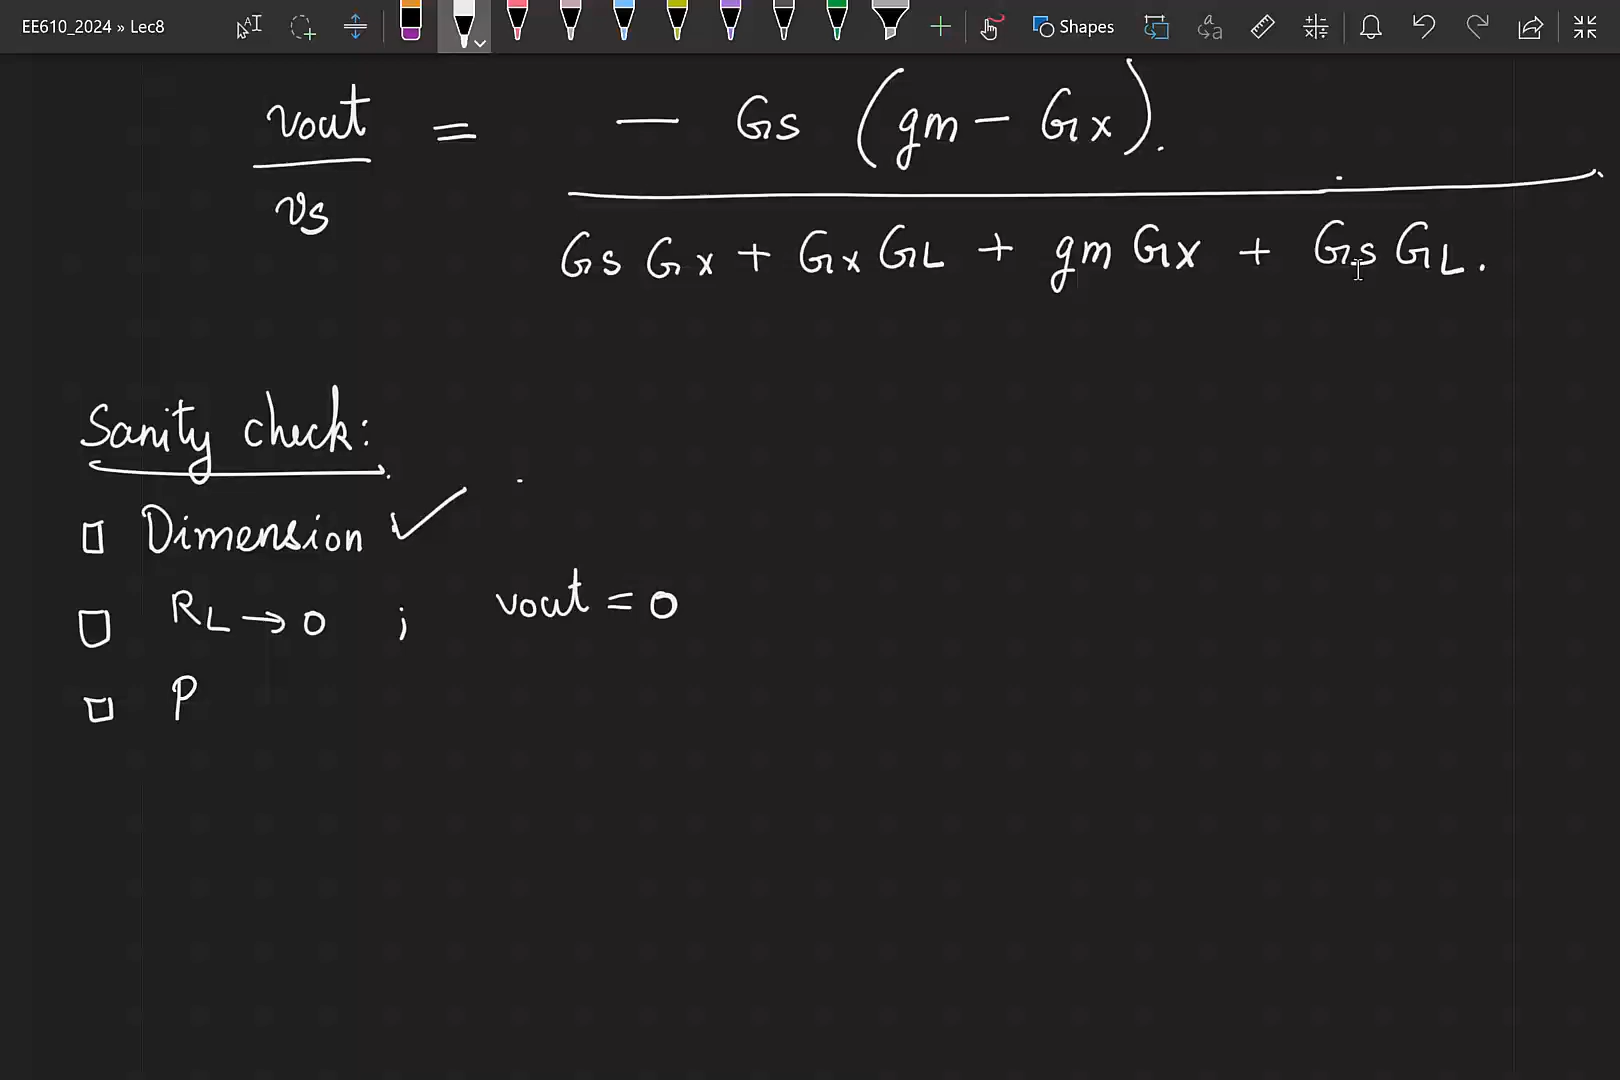 EE610_2024 » Lec8
Shapes
vout / vs = - Gs (gm - Gx).
Gs Gx + Gx GL + gm Gx + Gs GL.
Sanity check:
Dimension ✓
RL → 0 ; vout = 0
P